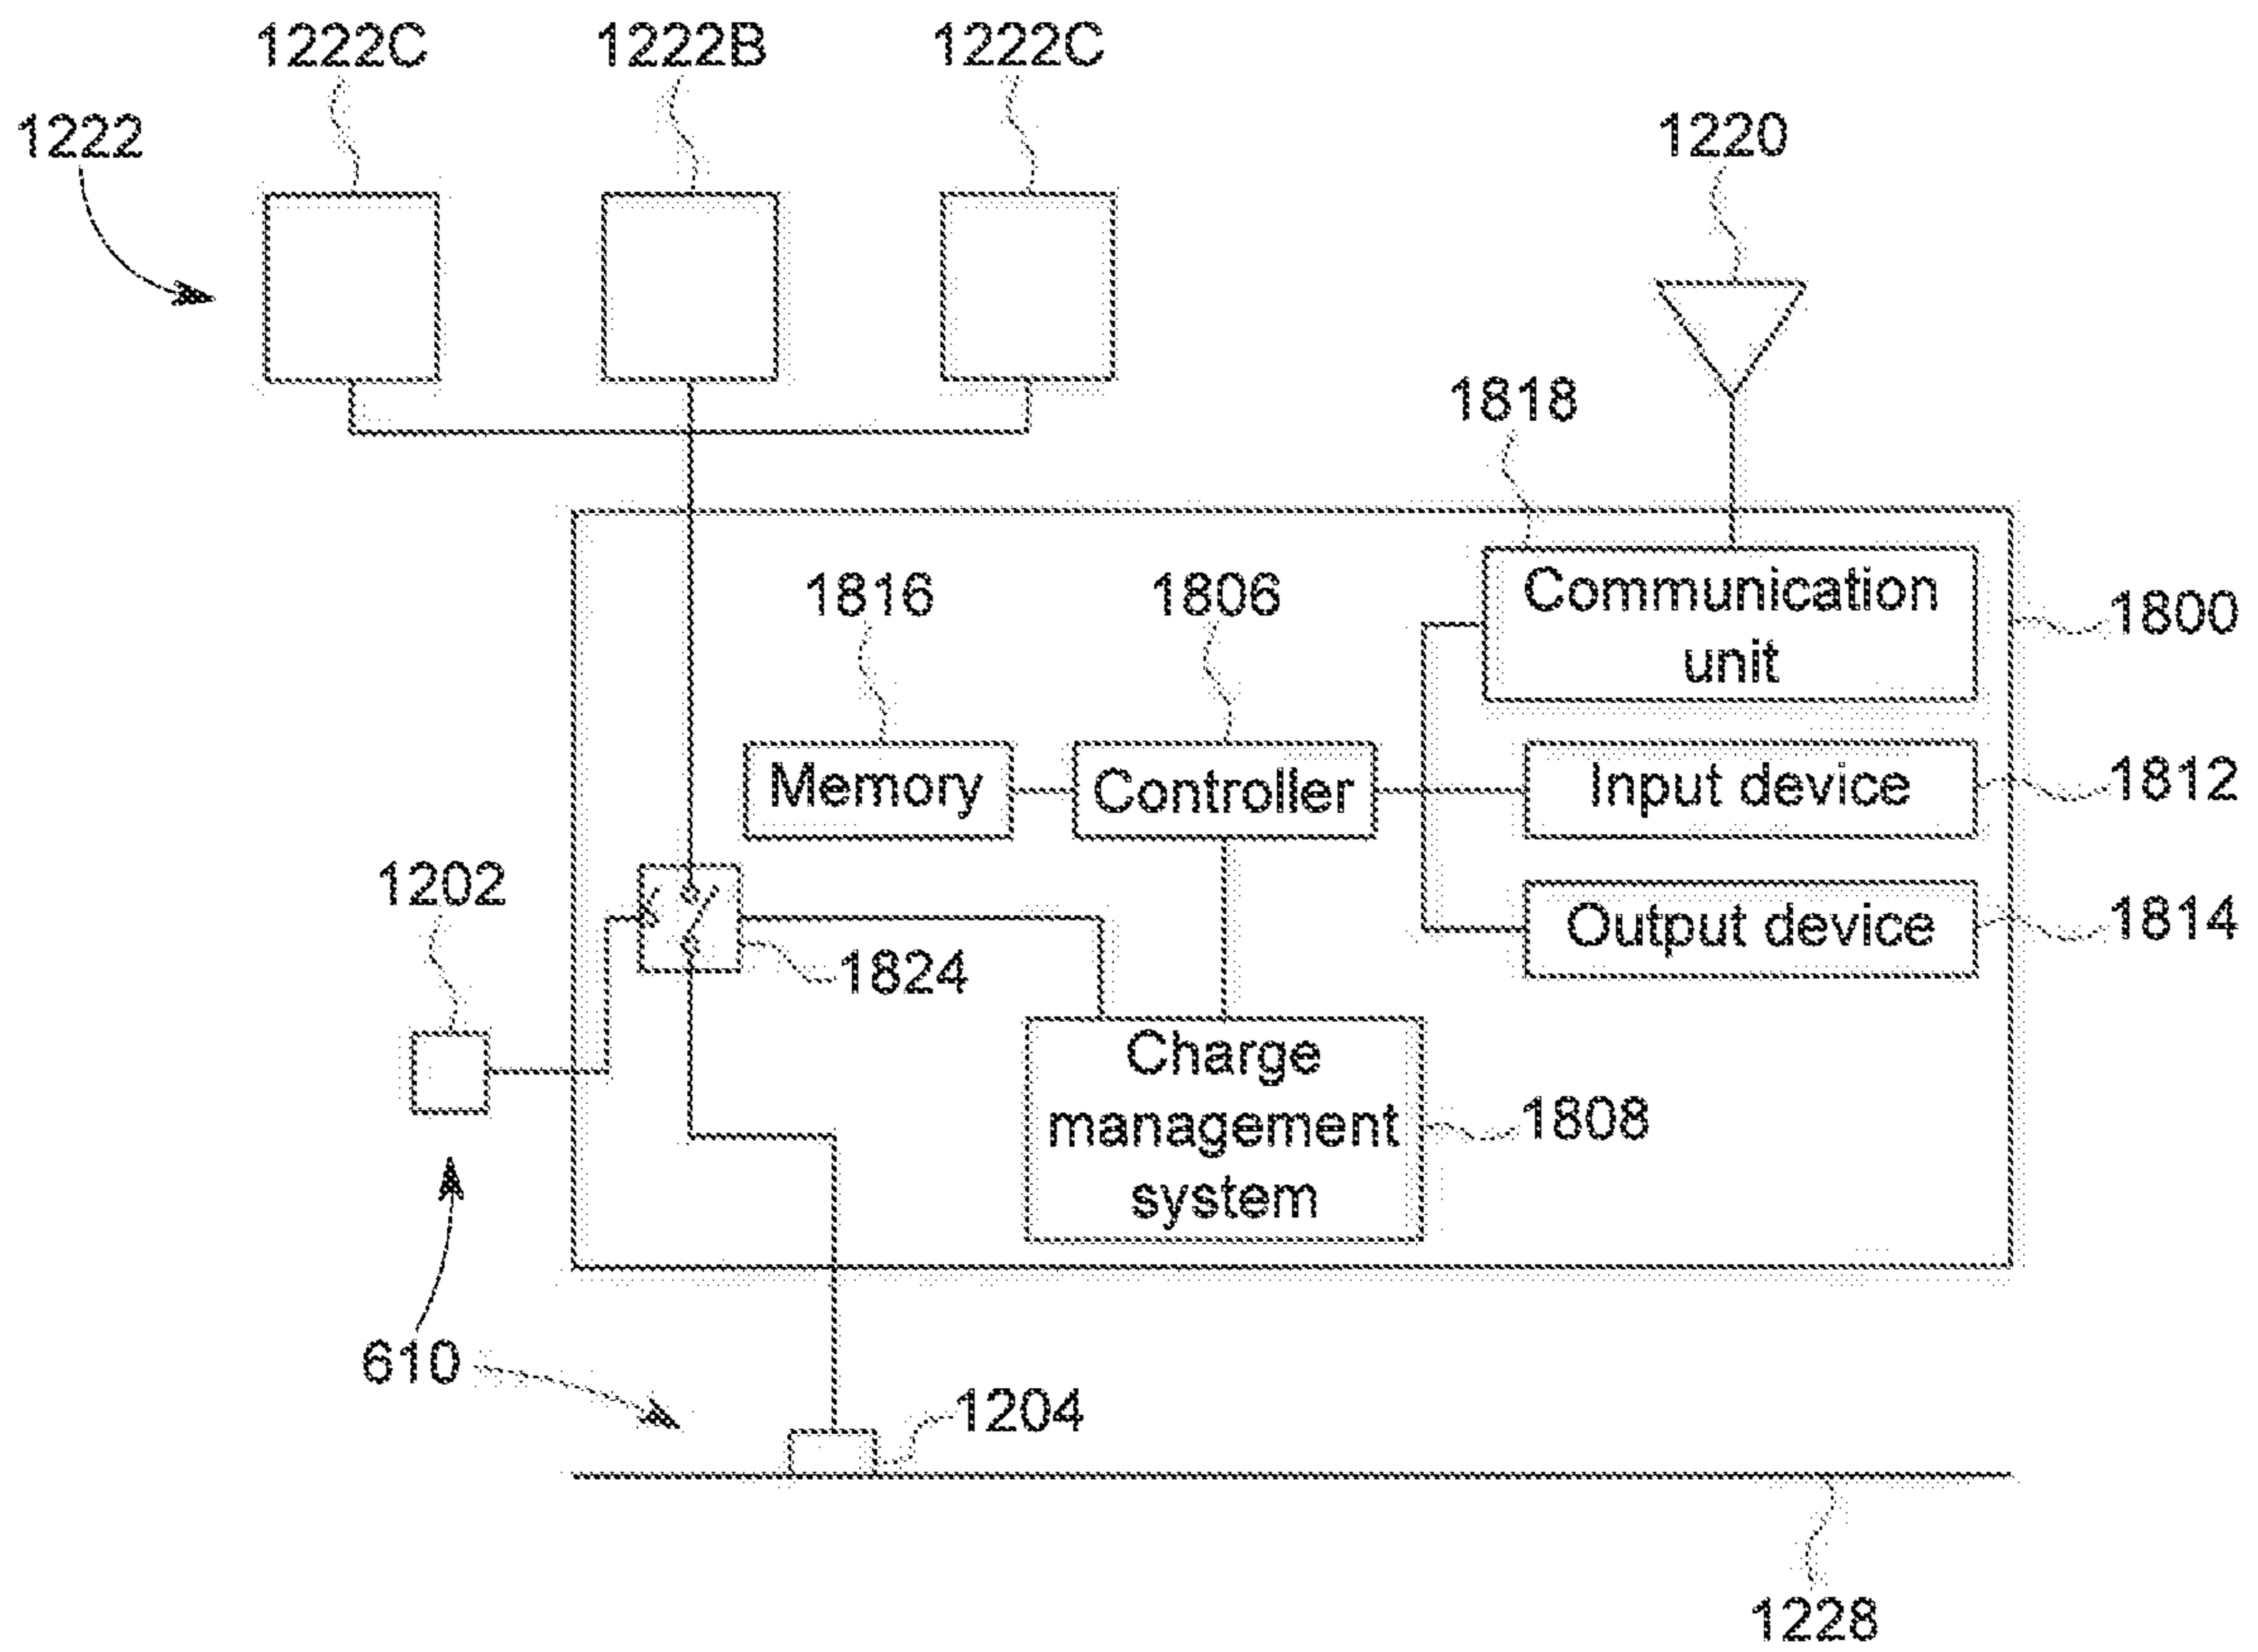 1222C 1222B 1222C
1222
1220
1818
1816 1806
Communication
unit
1800
Memory
Controller
Input device
1812
1202
Output device
1814
1824
Charge
management
system
1808
610
1204
1228